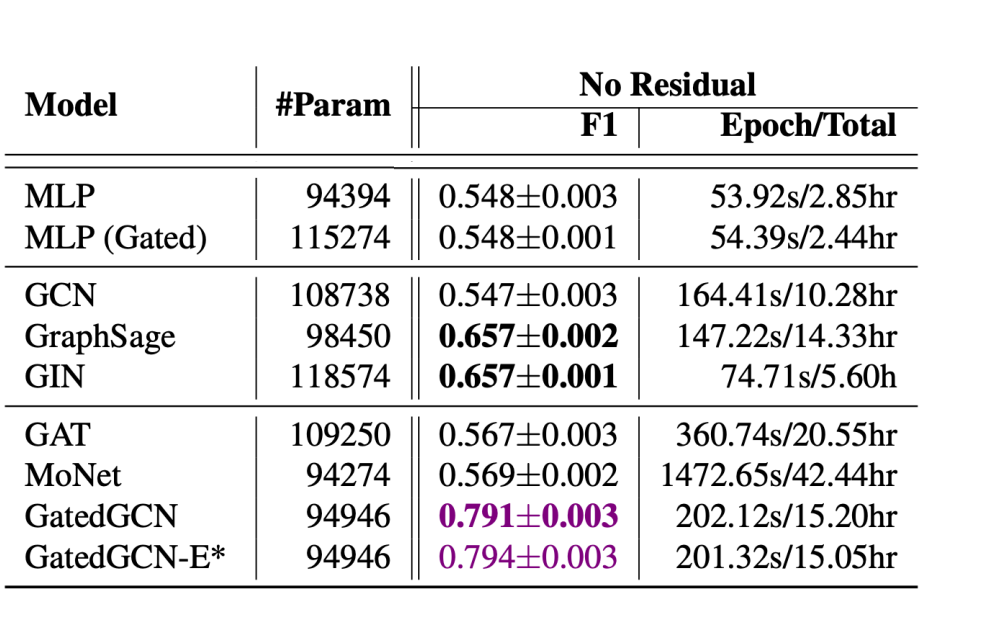 Model #Param No Residual
F1 Epoch/Total
MLP 94394 0.548±0.003 53.92s/2.85hr
MLP (Gated) 115274 0.548±0.001 54.39s/2.44hr
GCN 108738 0.547±0.003 164.41s/10.28hr
GraphSage 98450 0.657±0.002 147.22s/14.33hr
GIN 118574 0.657±0.001 74.71s/5.60h
GAT 109250 0.567±0.003 360.74s/20.55hr
MoNet 94274 0.569±0.002 1472.65s/42.44hr
GatedGCN 94946 0.791±0.003 202.12s/15.20hr
GatedGCN-E* 94946 0.794±0.003 201.32s/15.05hr